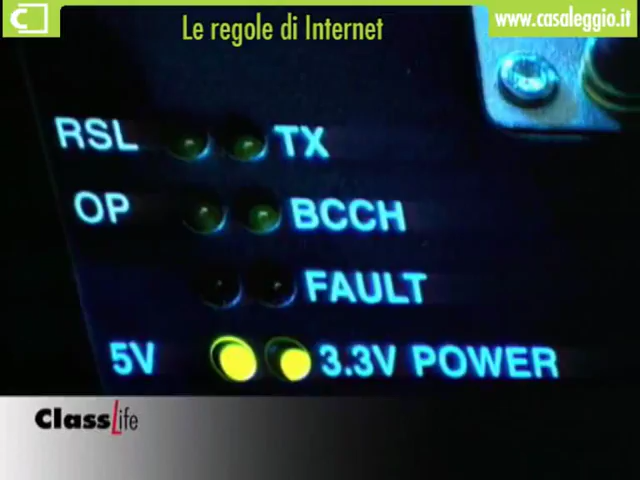 Le regole di Internet
www.casaleggio.it
RSL TX
OP BCCH
FAULT
5V 3.3V POWER
ClassLife